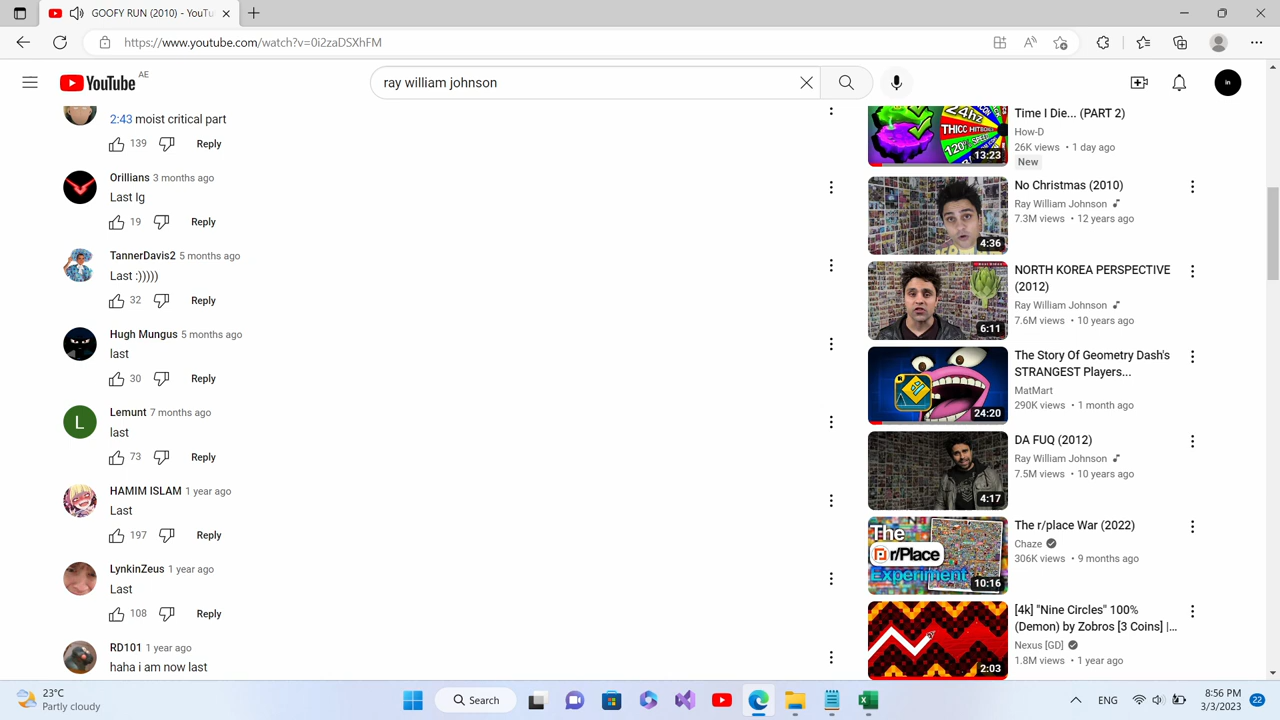 GOOFY RUN (2010) - YouTu
https://www.youtube.com/watch?v=0i2zaDSXhFM
YouTube AE
ray william johnson
in
2:43 moist critical part
139 Reply
Orillians 3 months ago
Last lg
19 Reply
TannerDavis2 5 months ago
Last :)))))
32 Reply
Hugh Mungus 5 months ago
last
30 Reply
L
Lemunt 7 months ago
last
73 Reply
HAMIM ISLAM 1 year ago
Last
197 Reply
LynkinZeus 1 year ago
Last
108 Reply
RD101 1 year ago
haha i am now last
24hz
THICC HITBOX
120% SPEED
13:23
Time I Die... (PART 2)
How-D
26K views • 1 day ago
New
4:36
No Christmas (2010)
Ray William Johnson
7.3M views • 12 years ago
6:11
NORTH KOREA PERSPECTIVE
(2012)
Ray William Johnson
7.6M views • 10 years ago
24:20
The Story Of Geometry Dash's
STRANGEST Players...
MatMart
290K views • 1 month ago
4:17
DA FUQ (2012)
Ray William Johnson
7.5M views • 10 years ago
The
r/Place
Experiment
10:16
The r/place War (2022)
Chaze
306K views • 9 months ago
2:03
[4k] "Nine Circles" 100%
(Demon) by Zobros [3 Coins] |...
Nexus [GD]
1.8M views • 1 year ago
23°C
Partly cloudy
Search
ENG
8:56 PM
3/3/2023
22